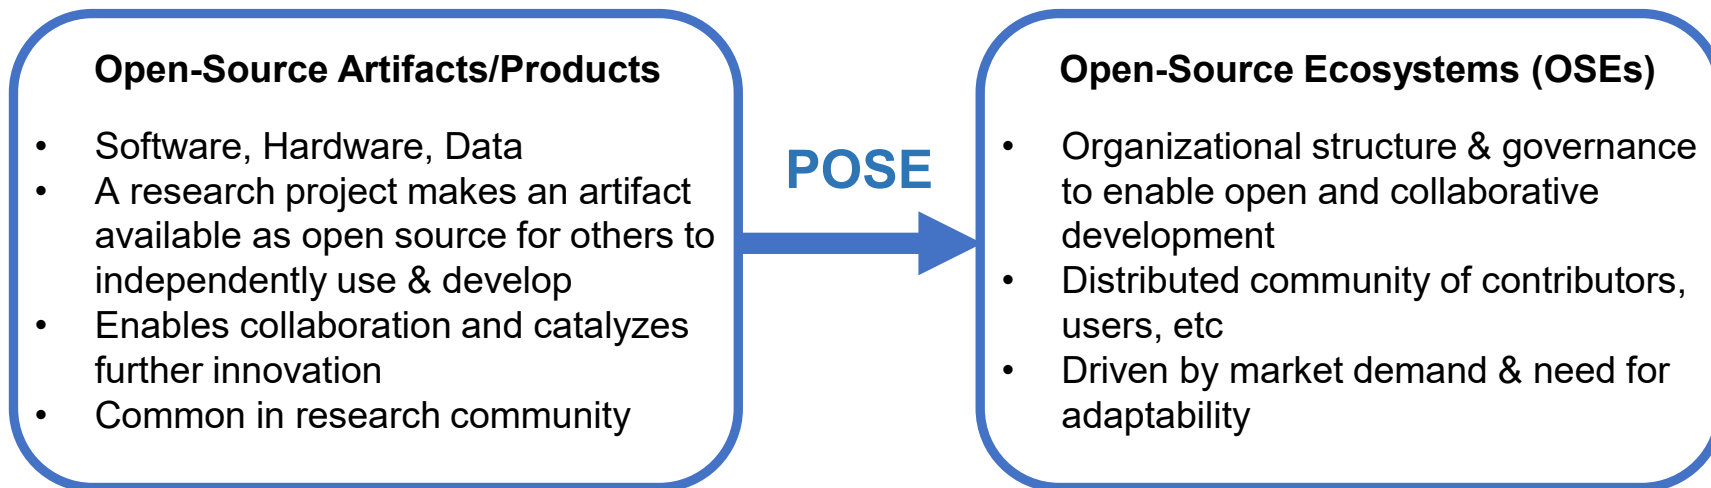 Open-Source Artifacts/Products
• Software, Hardware, Data
• A research project makes an artifact
available as open source for others to
independently use & develop
• Enables collaboration and catalyzes
further innovation
• Common in research community
POSE
Open-Source Ecosystems (OSEs)
• Organizational structure & governance
to enable open and collaborative
development
• Distributed community of contributors,
users, etc
• Driven by market demand & need for
adaptability